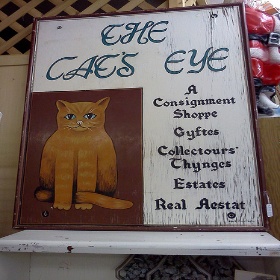 THE
CAT'S EYE
A
Consignment
Shoppe
Gyftes
Collectours'
Thynges
Estates
Real Aestat